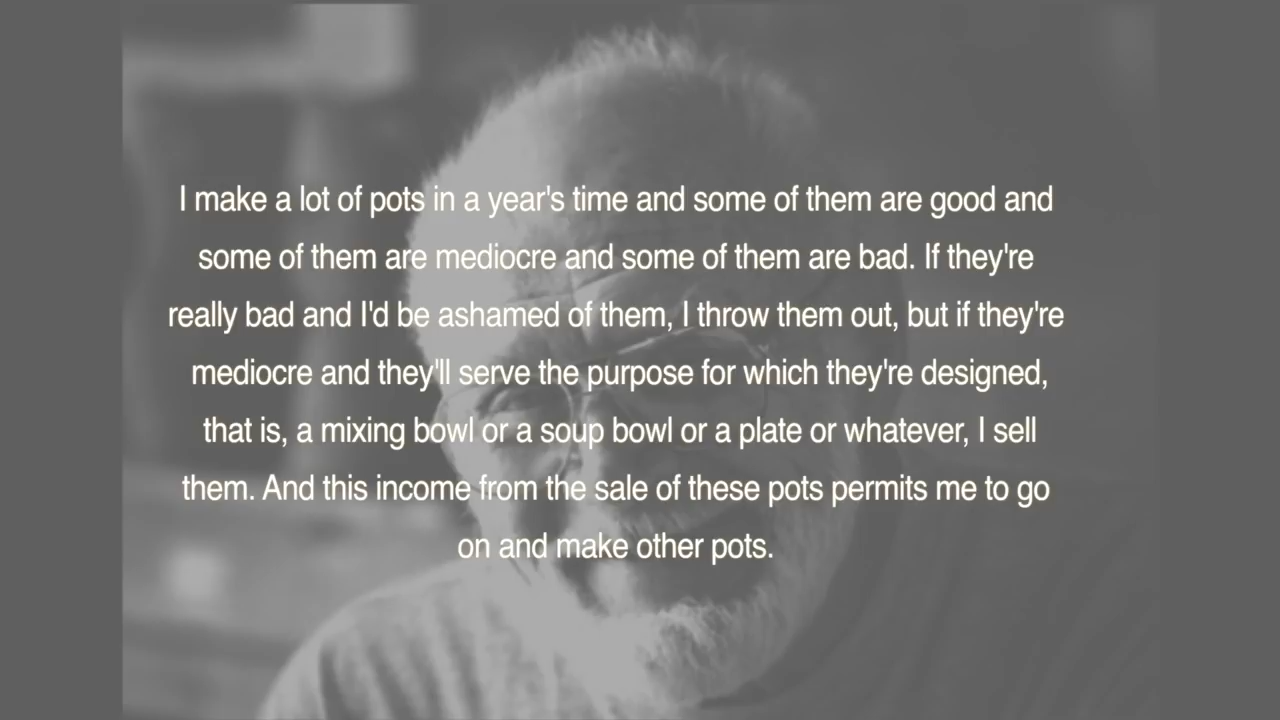 I make a lot of pots in a year's time and some of them are good and
some of them are mediocre and some of them are bad. If they're
really bad and I'd be ashamed of them, I throw them out, but if they're
mediocre and they'll serve the purpose for which they're designed,
that is, a mixing bowl or a soup bowl or a plate or whatever, I sell
them. And this income from the sale of these pots permits me to go
on and make other pots.